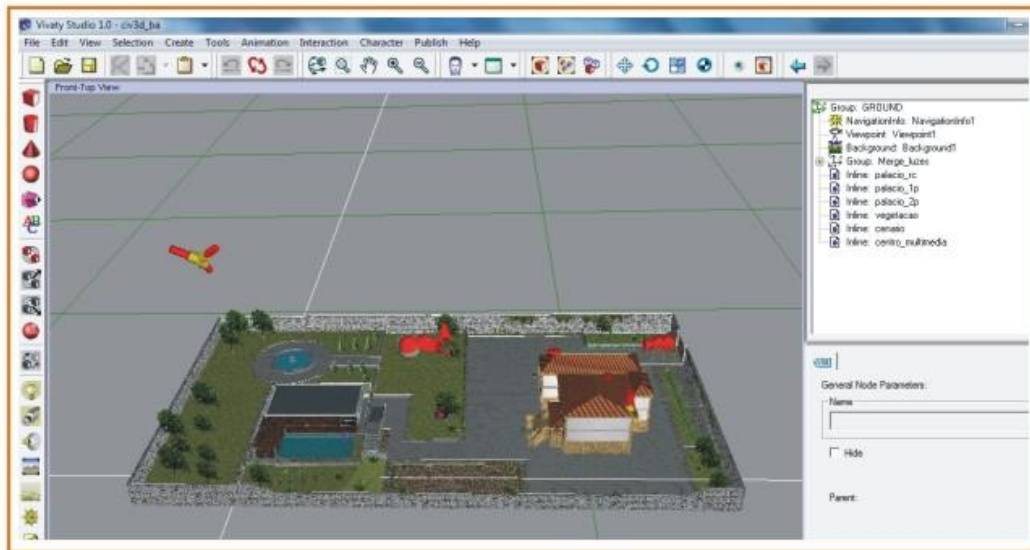 Vivaty Studio 1.0 - civ3d_ba
File Edit View Selection Create Tools Animation Interaction Character Publish Help
Front-Top View
Group: GROUND
NavigationInfo: NavigationInfo1
Viewpoint: Viewpoint1
Background: Background1
Group: Merge_luzes
Inline: palacio_rc
Inline: palacio_1p
Inline: palacio_2p
Inline: vegetacao
Inline: cenario
Inline: centro_multimedia
ABC
General Node Parameters:
Name
Hide
Parent: